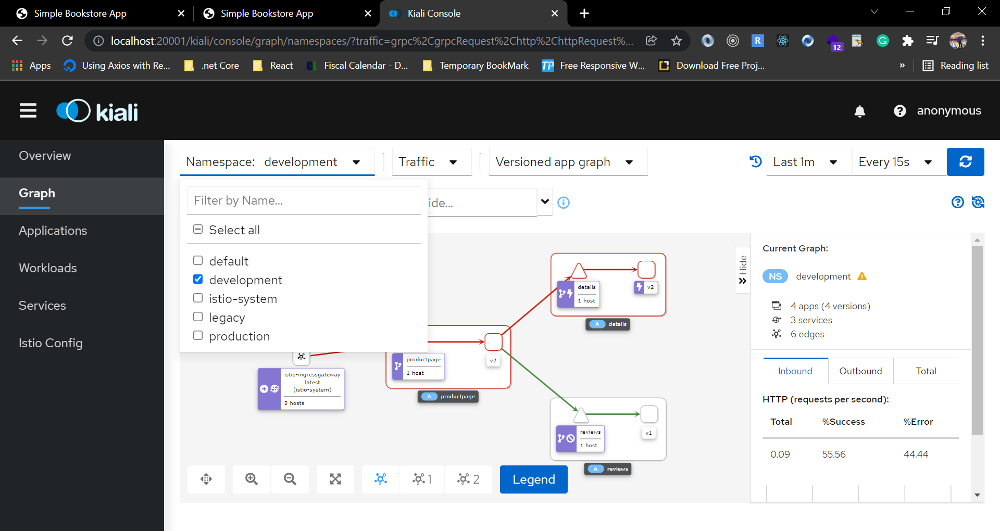 Simple Bookstore App
Simple Bookstore App
Kiali Console
localhost:20001/kiali/console/graph/namespaces/?traffic=grpc%2CgrpcRequest%2Chttp%2ChttpRequest%...
R
12
G
Apps
Using Axios with Re...
.net Core
React
CL Fiscal Calendar - D...
Temporary BookMark
TP Free Responsive W...
Download Free Proj...
»
Reading list
kiali
anonymous
Overview
Graph
Applications
Workloads
Services
Istio Config
Namespace: development
Traffic
Versioned app graph
Last 1m
Every 15s
Filter by Name...
ide...
Select all
default
development
istio-system
legacy
production
details
1 host
v2
A details
productpage
1 host
v2
A productpage
istio-ingressgateway
latest
(istio-system)
2 hosts
reviews
1 host
v1
A reviews
1
2
Legend
Hide
Current Graph:
NS development
4 apps (4 versions)
3 services
6 edges
Inbound Outbound Total
HTTP (requests per second):
Total %Success %Error
0.09 55.56 44.44